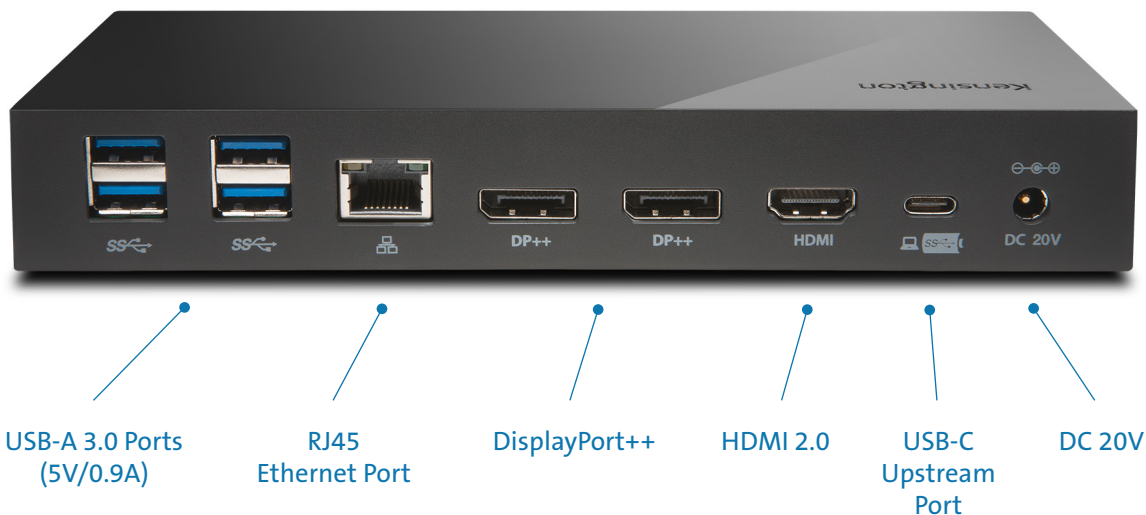 Kensington
SS
SS
DP++
DP++
HDMI
SS
DC 20V
USB-A 3.0 Ports
(5V/0.9A)
RJ45
Ethernet Port
DisplayPort++
HDMI 2.0
USB-C
Upstream
Port
DC 20V